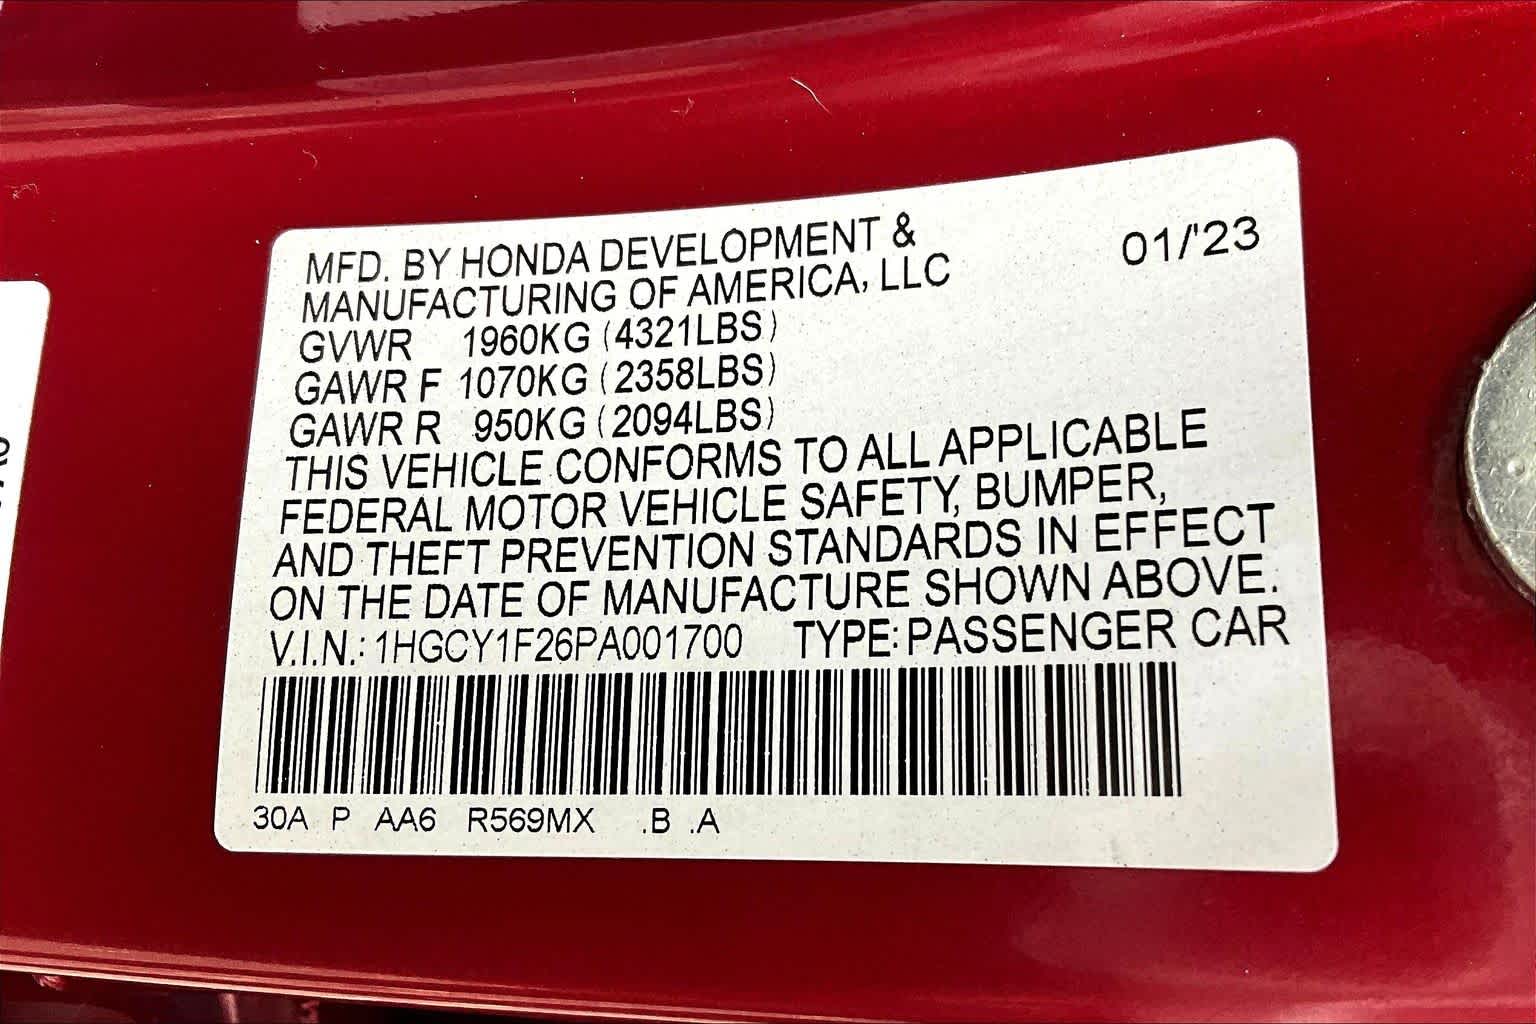 MFD. BY HONDA DEVELOPMENT &
MANUFACTURING OF AMERICA, LLC
01/'23
GVWR 1960KG (4321LBS)
GAWR F 1070KG (2358LBS)
GAWR R 950KG (2094LBS)
THIS VEHICLE CONFORMS TO ALL APPLICABLE
FEDERAL MOTOR VEHICLE SAFETY, BUMPER,
AND THEFT PREVENTION STANDARDS IN EFFECT
ON THE DATE OF MANUFACTURE SHOWN ABOVE.
V.I.N.: 1HGCY1F26PA001700 TYPE: PASSENGER CAR
30A P AA6 R569MX .B .A